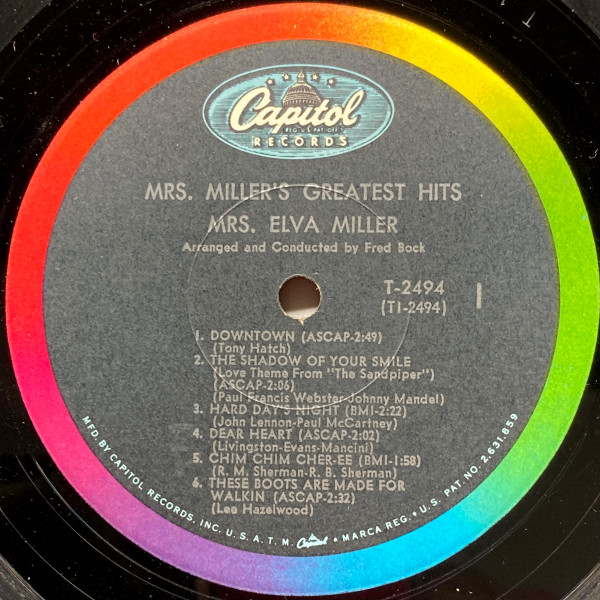 Capitol
REG. U.S. PAT. OFF.
RECORDS
MRS. MILLER'S GREATEST HITS
MRS. ELVA MILLER
Arranged and Conducted by Fred Bock
T-2494
(T1-2494)
1
1. DOWNTOWN (ASCAP-2:49)
(Tony Hatch)
2. THE SHADOW OF YOUR SMILE
(Love Theme From "The Sandpiper")
(ASCAP-2:06)
(Paul Francis Webster-Johnny Mandel)
3. HARD DAY'S NIGHT (BMI-2:22)
(John Lennon-Paul McCartney)
4. DEAR HEART (ASCAP-2:02)
(Livingston-Evans-Mancini)
5. CHIM CHIM CHER-EE (BMI-1:58)
(R. M. Sherman-R. B. Sherman)
6. THESE BOOTS ARE MADE FOR
WALKIN (ASCAP-2:32)
(Lee Hazelwood)
MFD. BY CAPITOL RECORDS, INC. U.S.A. T.M. Capitol • MARCA REG. • U.S. PAT. NO. 2,631,859